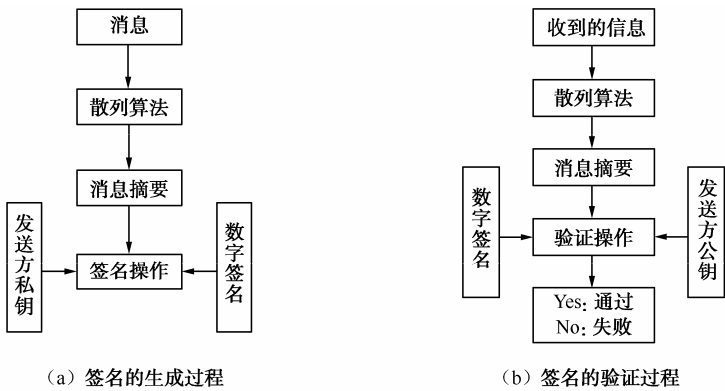 消息
散列算法
消息摘要
发送方私钥
签名操作
数字签名
(a) 签名的生成过程
收到的信息
散列算法
消息摘要
数字签名
验证操作
发送方公钥
Yes: 通过
No: 失败
(b) 签名的验证过程